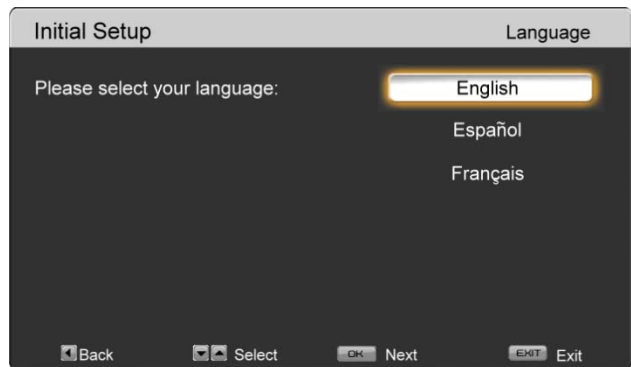 Initial Setup Language
Please select your language: English
Español
Français
Back Select OK Next EXIT Exit